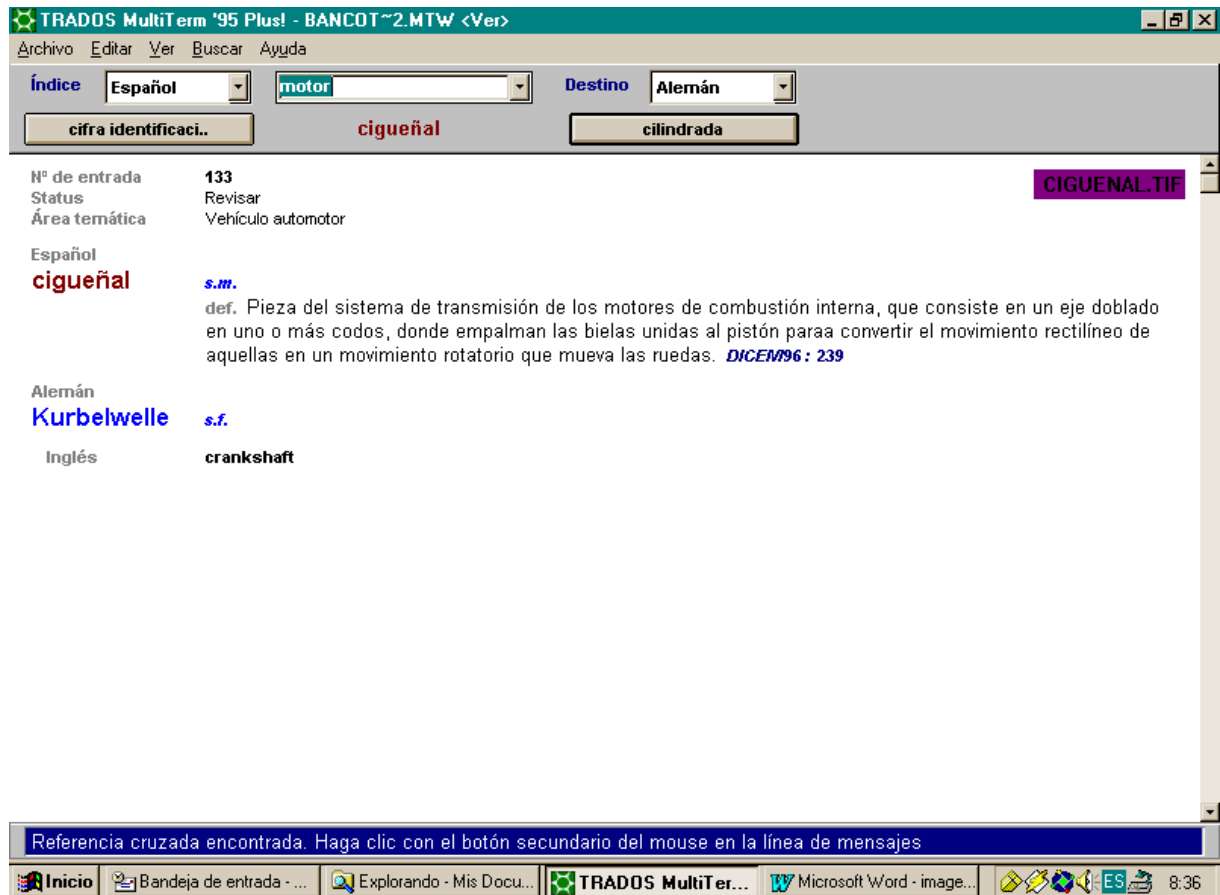 TRADOS MultiTerm '95 Plus! - BANCOT~2.MTW <Ver>
Archivo Editar Ver Buscar Ayuda
Índice Español motor Destino Alemán
cifra identificaci.. cigueñal cilindrada
Nº de entrada 133 CIGUENAL.TIF
Status Revisar
Área temática Vehículo automotor
Español
cigueñal s.m.
def. Pieza del sistema de transmisión de los motores de combustión interna, que consiste en un eje doblado
en uno o más codos, donde empalman las bielas unidas al pistón paraa convertir el movimiento rectilíneo de
aquellas en un movimiento rotatorio que mueva las ruedas. DICEM96 : 239
Alemán
Kurbelwelle s.f.
Inglés crankshaft
Referencia cruzada encontrada. Haga clic con el botón secundario del mouse en la línea de mensajes
Inicio Bandeja de entrada - ... Explorando - Mis Docu... TRADOS MultiTer... Microsoft Word - image... ES 8:36